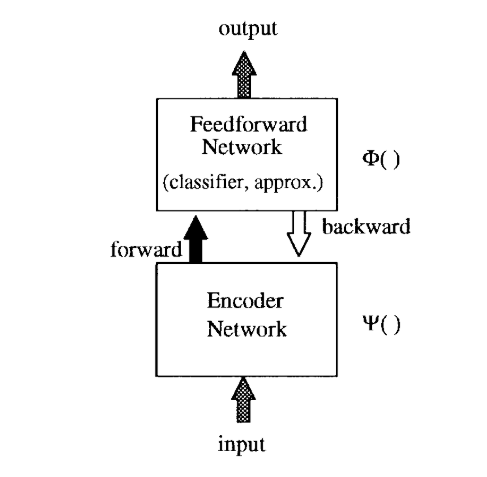 output
Feedforward
Network
(classifier, approx.)
Φ( )
backward
forward
Encoder
Network
Ψ( )
input